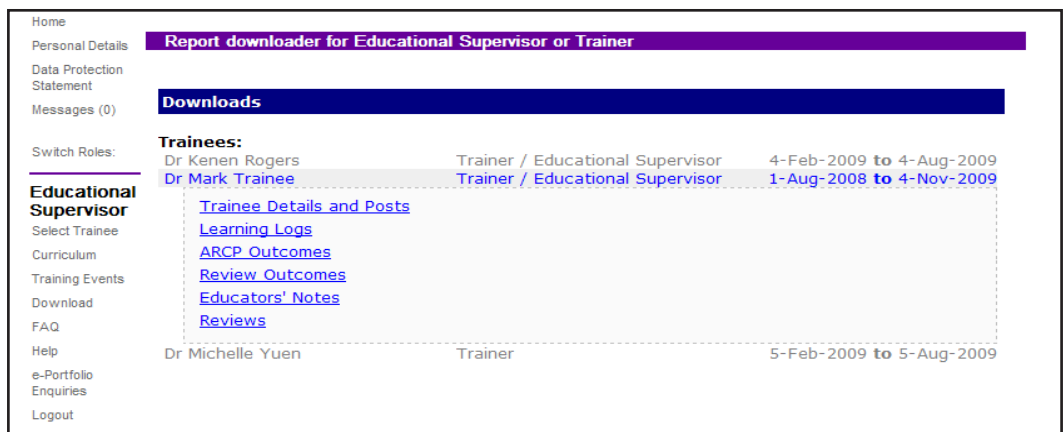 Home
Personal Details
Data Protection
Statement
Messages (0)
Switch Roles:
Educational
Supervisor
Select Trainee
Curriculum
Training Events
Download
FAQ
Help
e-Portfolio
Enquiries
Logout
Report downloader for Educational Supervisor or Trainer
Downloads
Trainees:
Dr Kenen Rogers Trainer / Educational Supervisor 4-Feb-2009 to 4-Aug-2009
Dr Mark Trainee Trainer / Educational Supervisor 1-Aug-2008 to 4-Nov-2009
Trainee Details and Posts
Learning Logs
ARCP Outcomes
Review Outcomes
Educators' Notes
Reviews
Dr Michelle Yuen Trainer 5-Feb-2009 to 5-Aug-2009